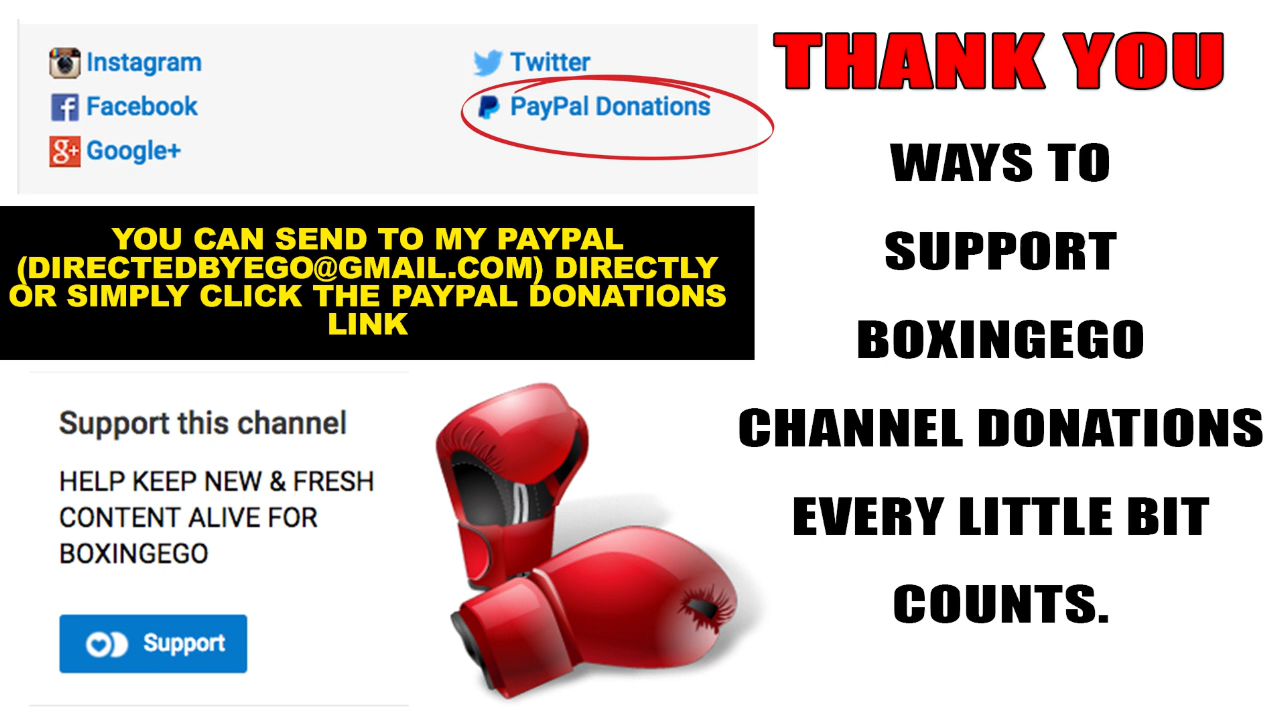 Instagram
Twitter
Facebook
PayPal Donations
Google+
YOU CAN SEND TO MY PAYPAL
(DIRECTEDBYEGO@GMAIL.COM) DIRECTLY
OR SIMPLY CLICK THE PAYPAL DONATIONS
LINK
Support this channel
HELP KEEP NEW & FRESH
CONTENT ALIVE FOR
BOXINGEGO
Support
THANK YOU
WAYS TO
SUPPORT
BOXINGEGO
CHANNEL DONATIONS
EVERY LITTLE BIT
COUNTS.